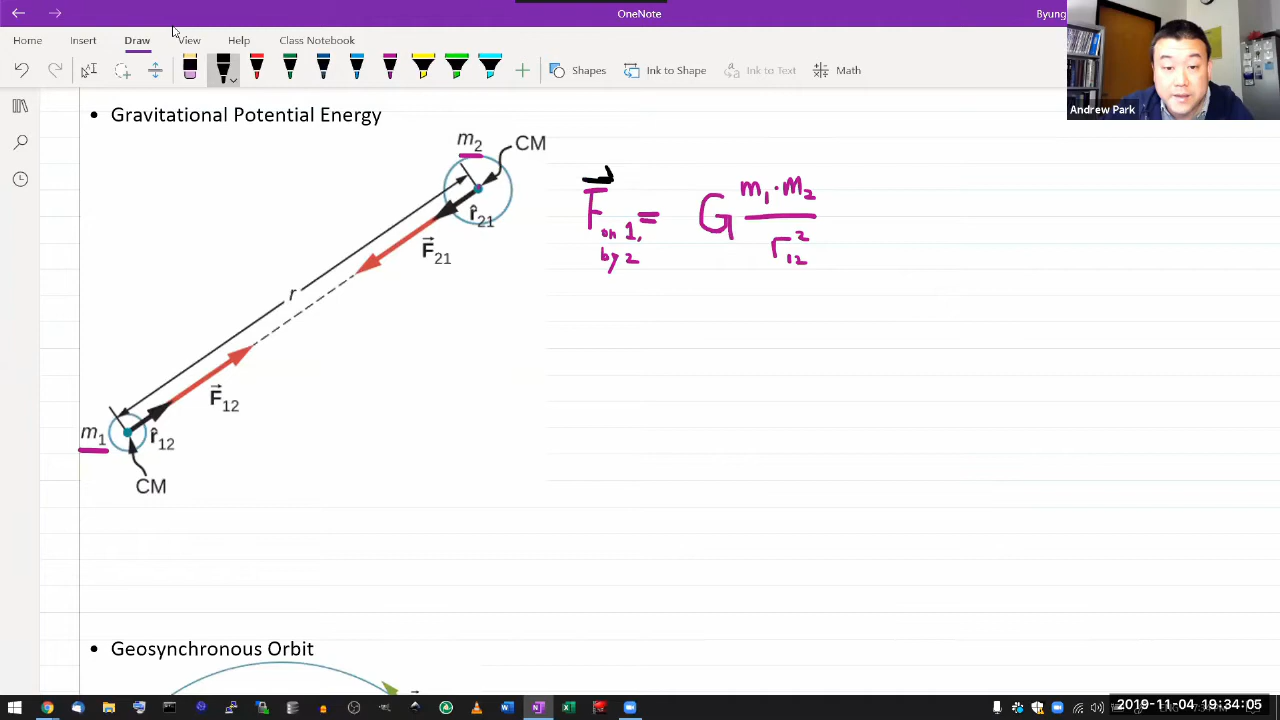 OneNote
Byung
Home Insert Draw View Help Class Notebook
Shapes Ink to Shape Ink to Text Math
Andrew Park
• Gravitational Potential Energy
m2
CM
r̂21
F⃗21
r
F⃗12
m1
r̂12
CM
F⃗ on 1, by 2 = G m1·m2 / r12²
• Geosynchronous Orbit
2019-11-04 19:34:05